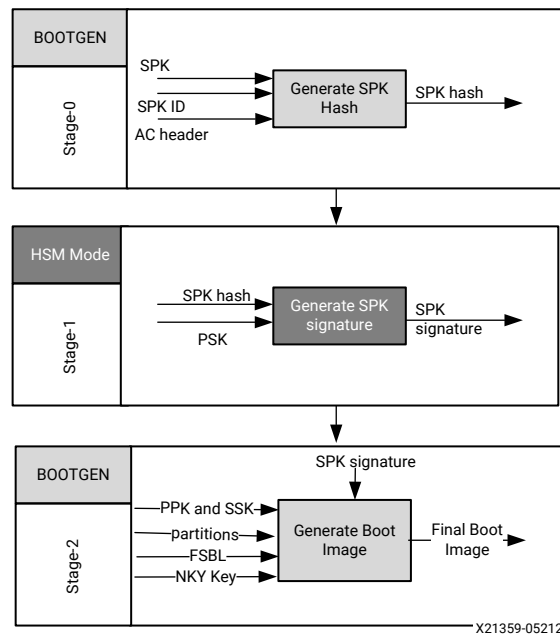 BOOTGEN
Stage-0
SPK
SPK ID
AC header
Generate SPK
Hash
SPK hash
HSM Mode
Stage-1
SPK hash
PSK
Generate SPK
signature
SPK
signature
BOOTGEN
Stage-2
SPK signature
PPK and SSK
partitions
FSBL
NKY Key
Generate Boot
Image
Final Boot
Image
X21359-05212